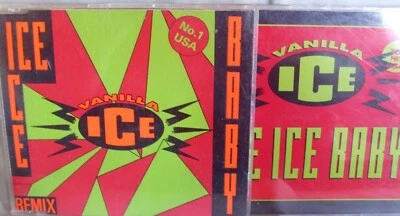 ICE
ICE
BABY
No.1
USA
VANILLA
ICE
REMIX
VANILLA
ICE
E ICE BABY